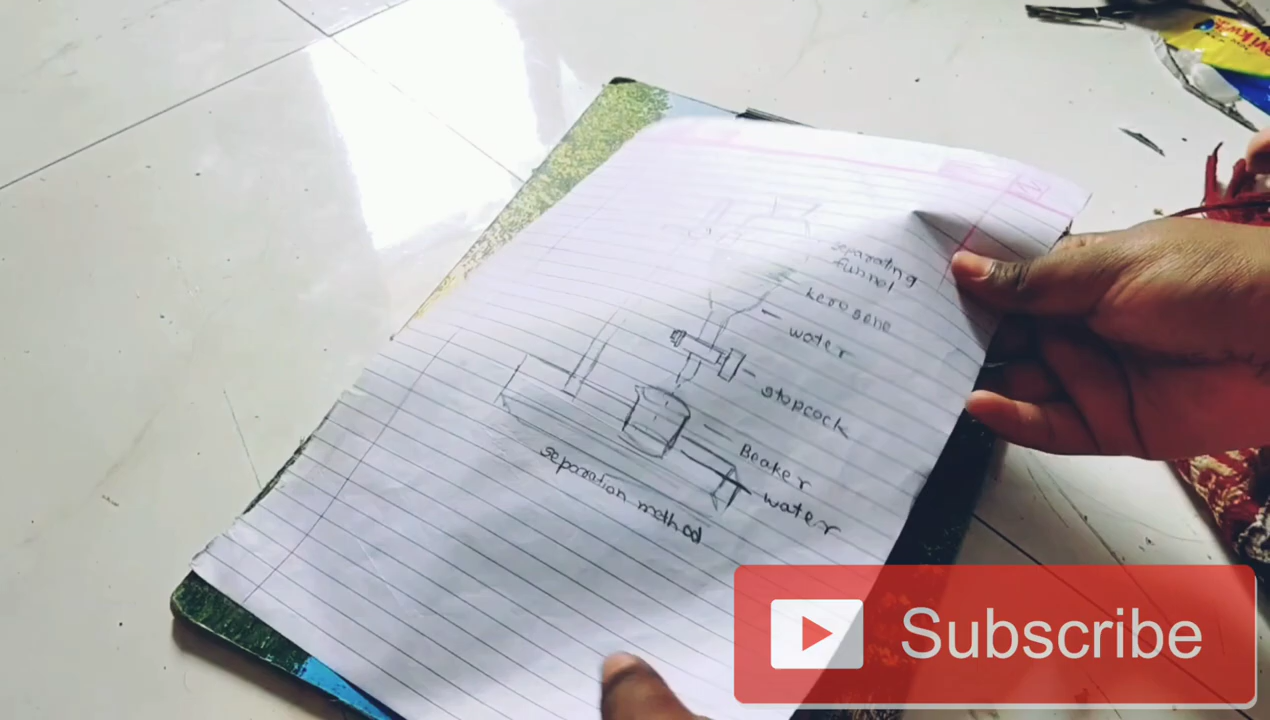 separating
funnel
kerosene
water
stopcock
Beaker
water
separation method
Subscribe